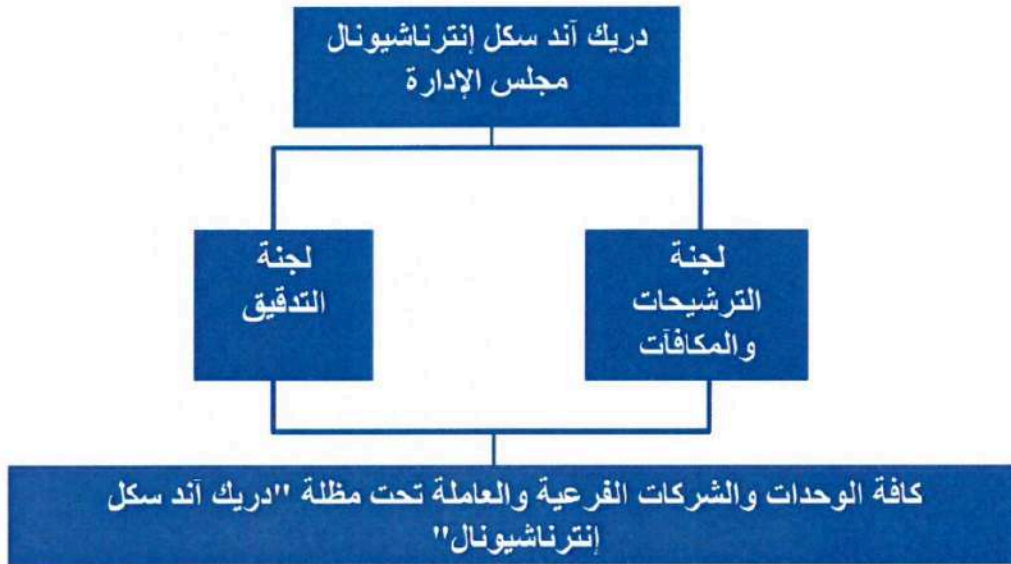 دريك آند سكل إنترناشيونال
مجلس الإدارة
لجنة
الترشيحات
والمكافآت
لجنة
التدقيق
كافة الوحدات والشركات الفرعية والعاملة تحت مظلة "دريك آند سكل
إنترناشيونال"